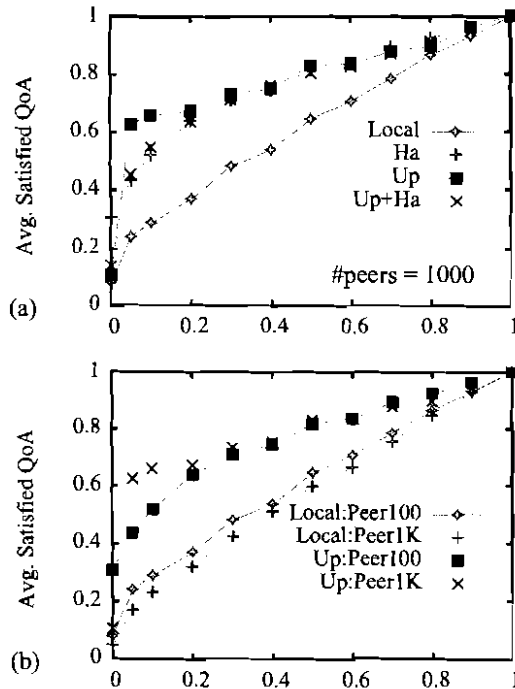 1
0.8
0.6
0.4
0.2
0
Avg. Satisfied QoA
Local
Ha
Up
Up+Ha
#peers = 1000
(a)
0 0.2 0.4 0.6 0.8 1
1
0.8
0.6
0.4
0.2
0
Avg. Satisfied QoA
Local:Peer100
Local:Peer1K
Up:Peer100
Up:Peer1K
(b)
0 0.2 0.4 0.6 0.8 1